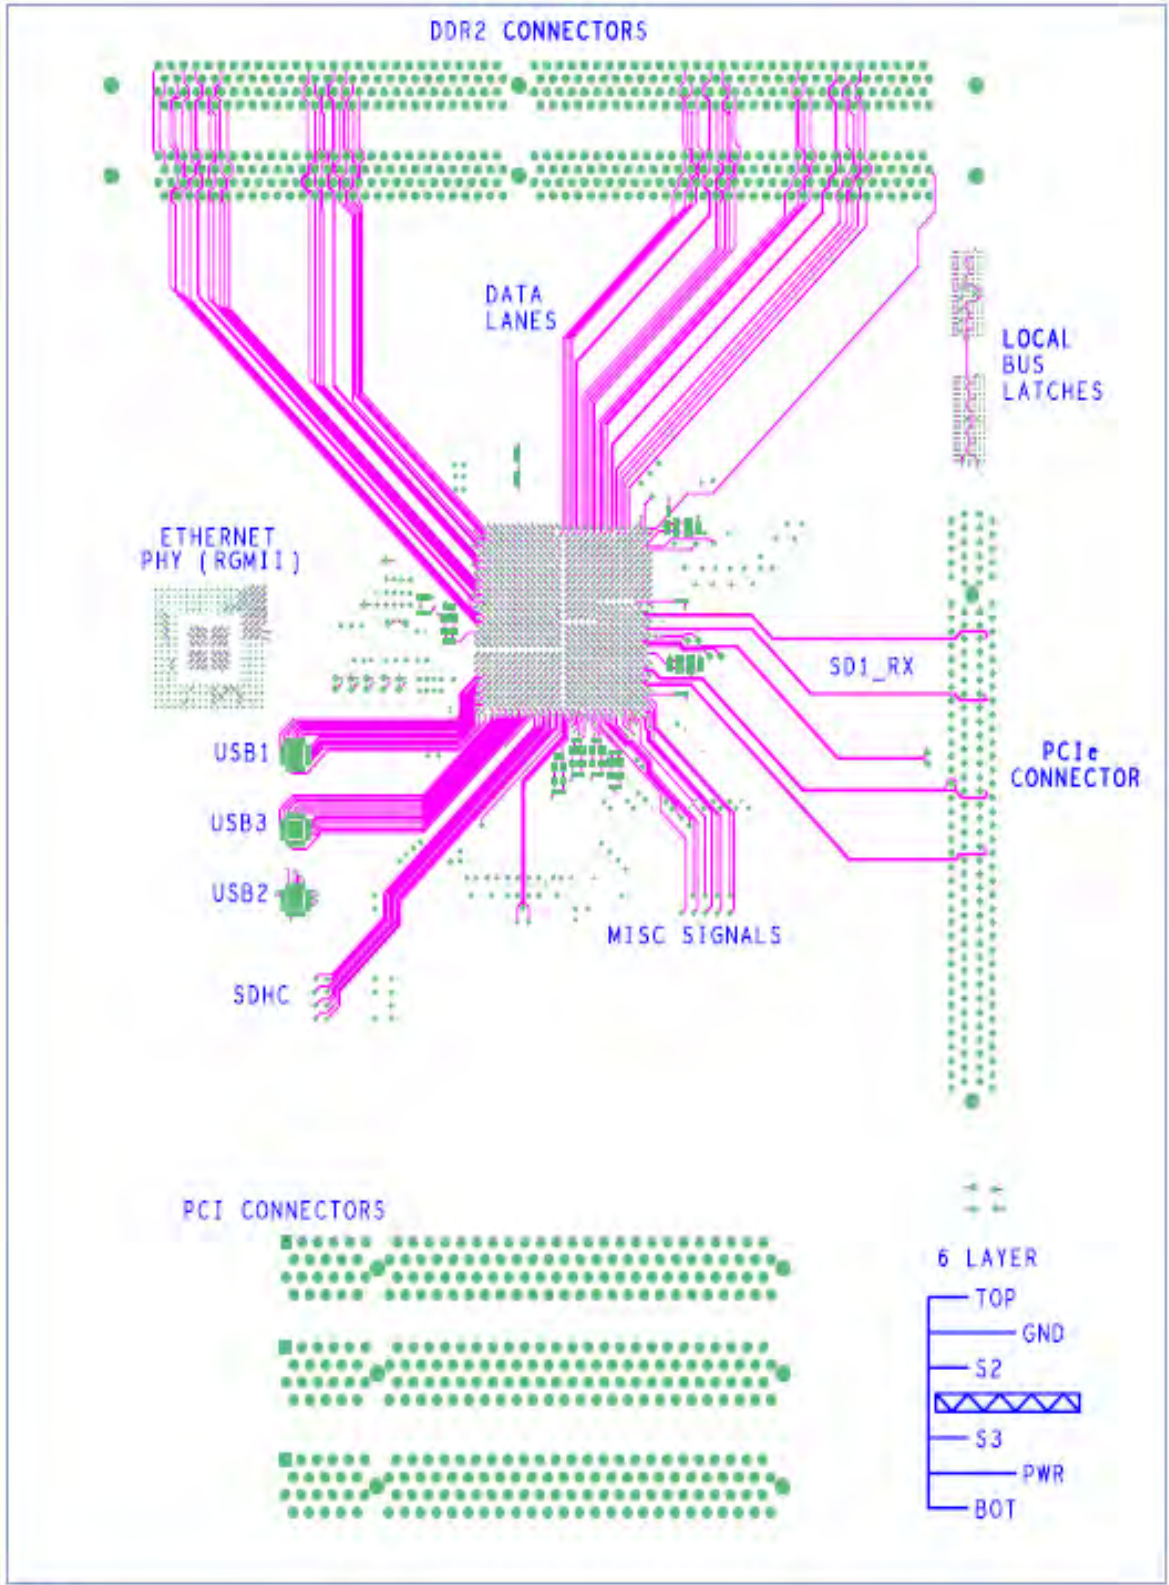 DDR2 CONNECTORS
DATA
LANES
LOCAL
BUS
LATCHES
ETHERNET
PHY (RGMII)
SD1_RX
USB1
PCIe
CONNECTOR
USB3
USB2
MISC SIGNALS
SDHC
PCI CONNECTORS
6 LAYER
TOP
GND
S2
S3
PWR
BOT